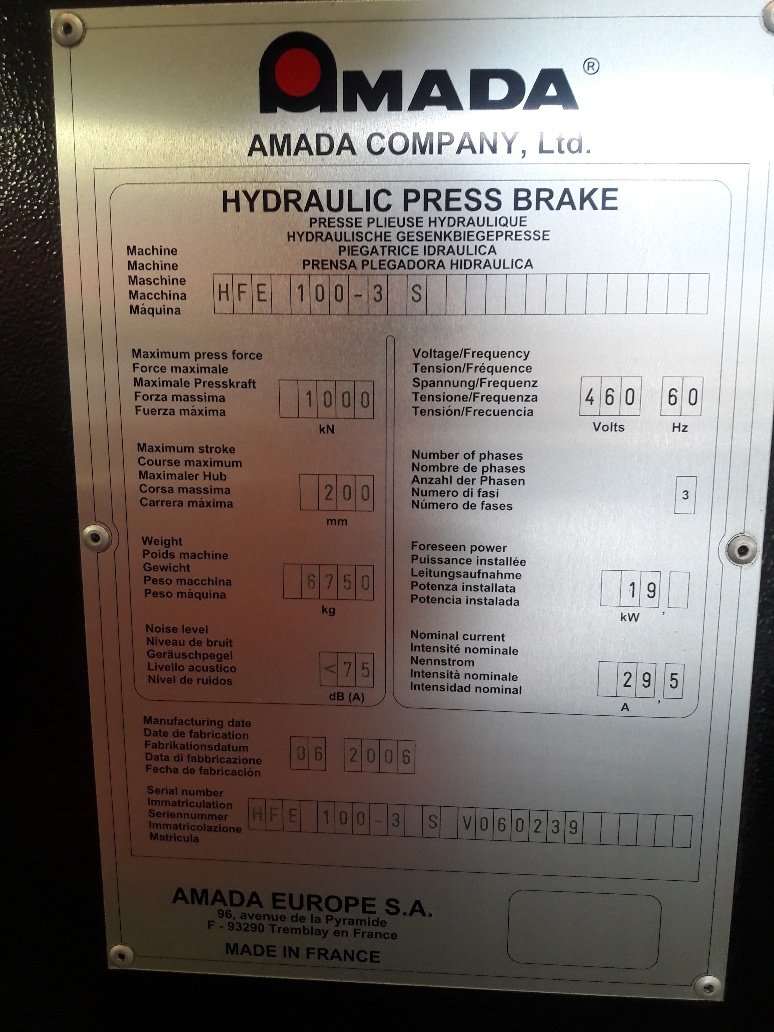 AMADA ®
AMADA COMPANY, Ltd.
HYDRAULIC PRESS BRAKE
PRESSE PLIEUSE HYDRAULIQUE
HYDRAULISCHE GESENKBIEGEPRESSE
PIEGATRICE IDRAULICA
PRENSA PLEGADORA HIDRAULICA
Machine
Machine
Maschine
Macchina
Máquina
HFE 100-3 S
Maximum press force
Force maximale
Maximale Presskraft
Forza massima
Fuerza máxima
1000
kN
Maximum stroke
Course maximum
Maximaler Hub
Corsa massima
Carrera máxima
200
mm
Weight
Poids machine
Gewicht
Peso macchina
Peso máquina
6750
kg
Noise level
Niveau de bruit
Geräuschpegel
Livello acustico
Nivel de ruidos
<75
dB (A)
Voltage/Frequency
Tension/Fréquence
Spannung/Frequenz
Tensione/Frequenza
Tensión/Frecuencia
460 60
Volts Hz
Number of phases
Nombre de phases
Anzahl der Phasen
Numero di fasi
Número de fases
3
Foreseen power
Puissance installée
Leitungsaufnahme
Potenza installata
Potencia instalada
19,
kW
Nominal current
Intensité nominale
Nennstrom
Intensità nominale
Intensidad nominal
29,5
A
Manufacturing date
Date de fabrication
Fabrikationsdatum
Data di fabbricazione
Fecha de fabricación
06 2006
Serial number
Immatriculation
Seriennummer
Immatricolazione
Matricula
HFE 100-3 S V060239
AMADA EUROPE S.A.
96, avenue de la Pyramide
F - 93290 Tremblay en France
MADE IN FRANCE